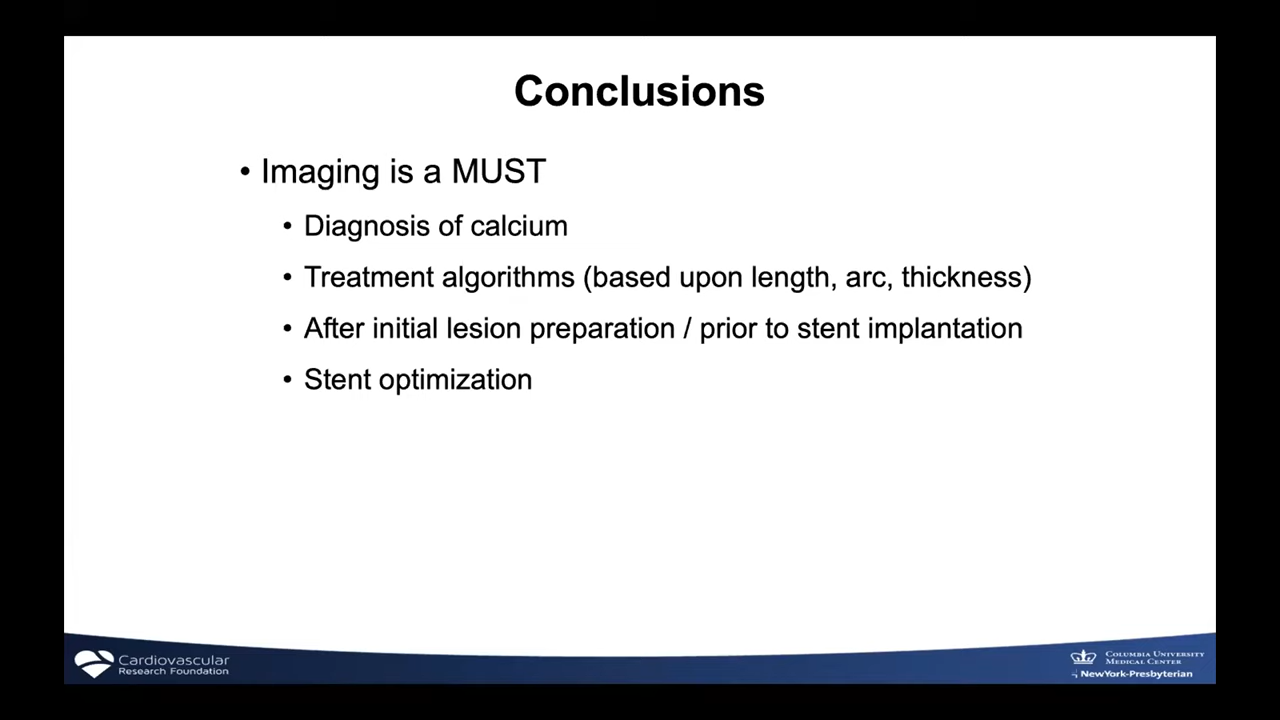 Conclusions
• Imaging is a MUST
• Diagnosis of calcium
• Treatment algorithms (based upon length, arc, thickness)
• After initial lesion preparation / prior to stent implantation
• Stent optimization
Cardiovascular
Research Foundation
COLUMBIA UNIVERSITY
MEDICAL CENTER
NewYork-Presbyterian